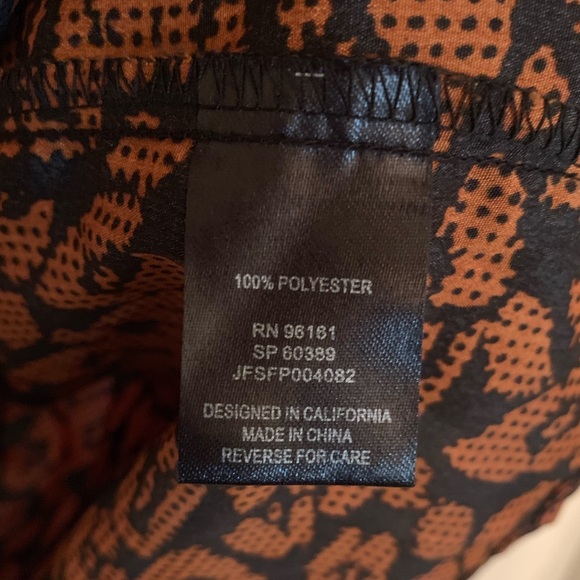 100% POLYESTER
RN 96161
SP 60389
JFSFP004082
DESIGNED IN CALIFORNIA
MADE IN CHINA
REVERSE FOR CARE